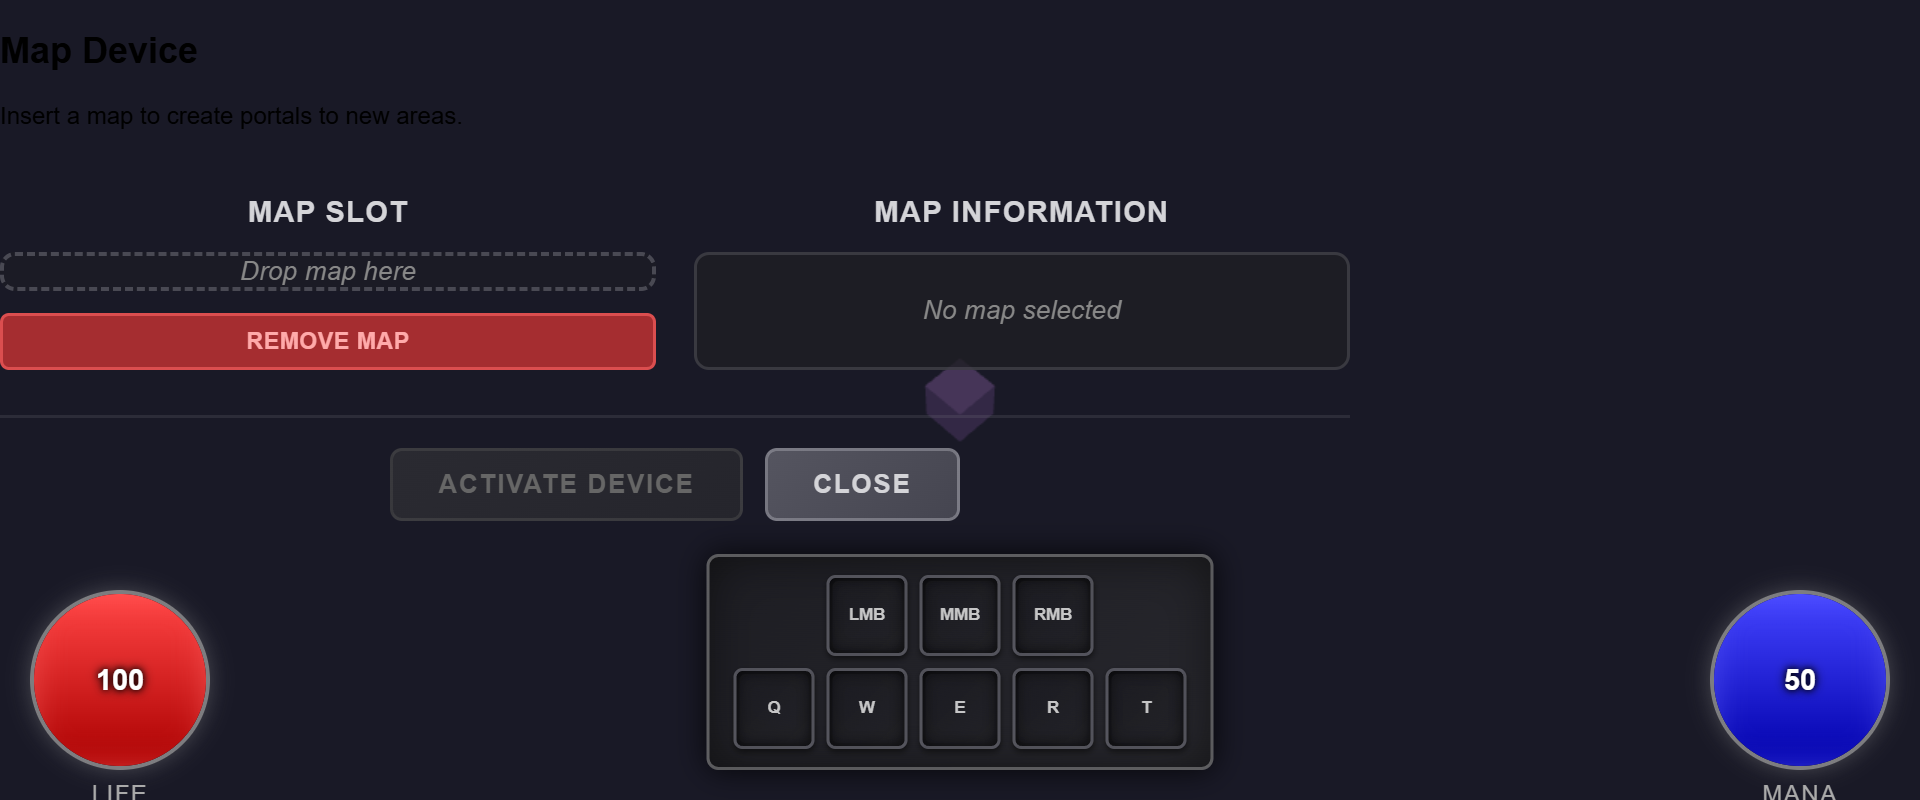 Map Device
Insert a map to create portals to new areas.
MAP SLOT
MAP INFORMATION
Drop map here
No map selected
REMOVE MAP
ACTIVATE DEVICE
CLOSE
LMB
MMB
RMB
Q
W
E
R
T
100
50
LIFE
MANA